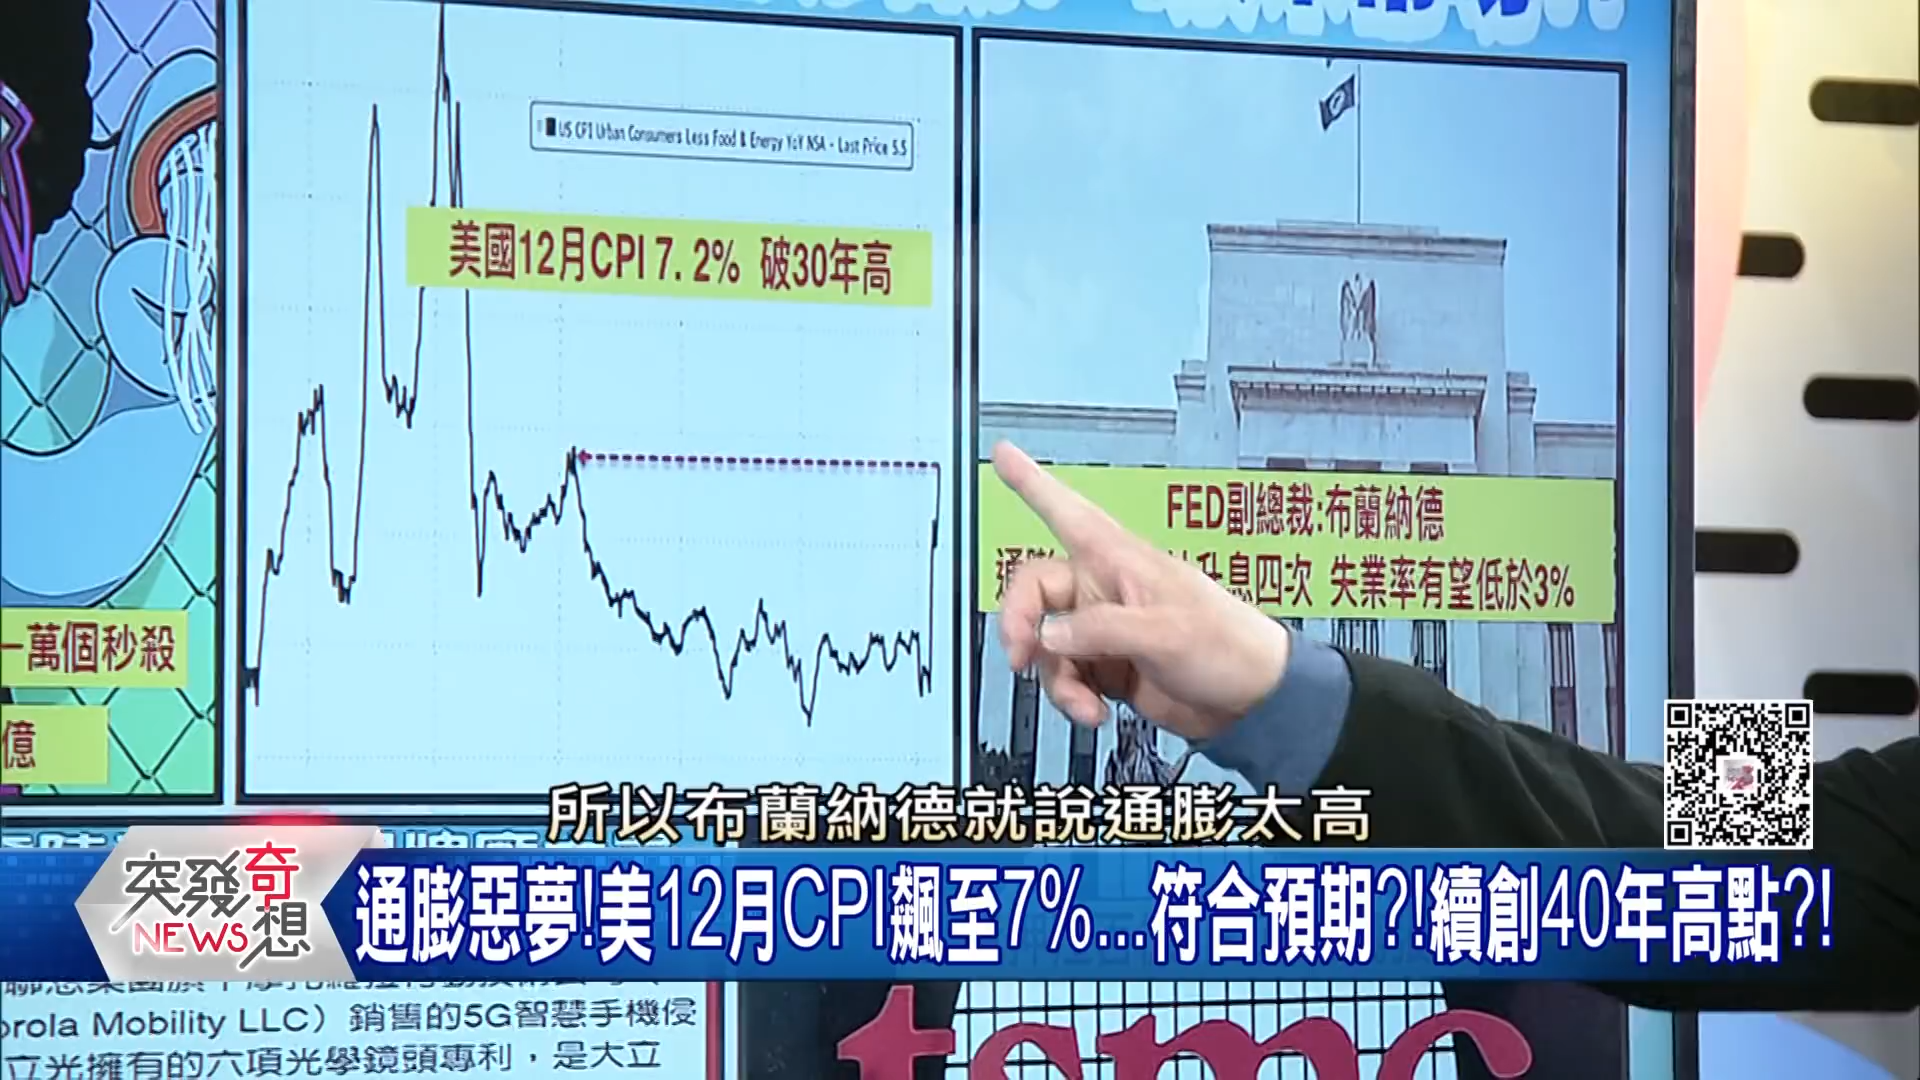 US CPI Urban Consumers Less Food & Energy YoY NSA - Last Price 5.5
美國12月CPI 7.2% 破30年高
FED副總裁:布蘭納德
升息四次 失業率有望低於3%
一萬個秒殺
億
所以布蘭納德就說通膨太高
突發奇想
NEWS
通膨惡夢!美12月CPI飆至7%...符合預期?!續創40年高點?!
orola Mobility LLC）銷售的5G智慧手機侵
立光擁有的六項光學鏡頭專利，是大立
tsmc